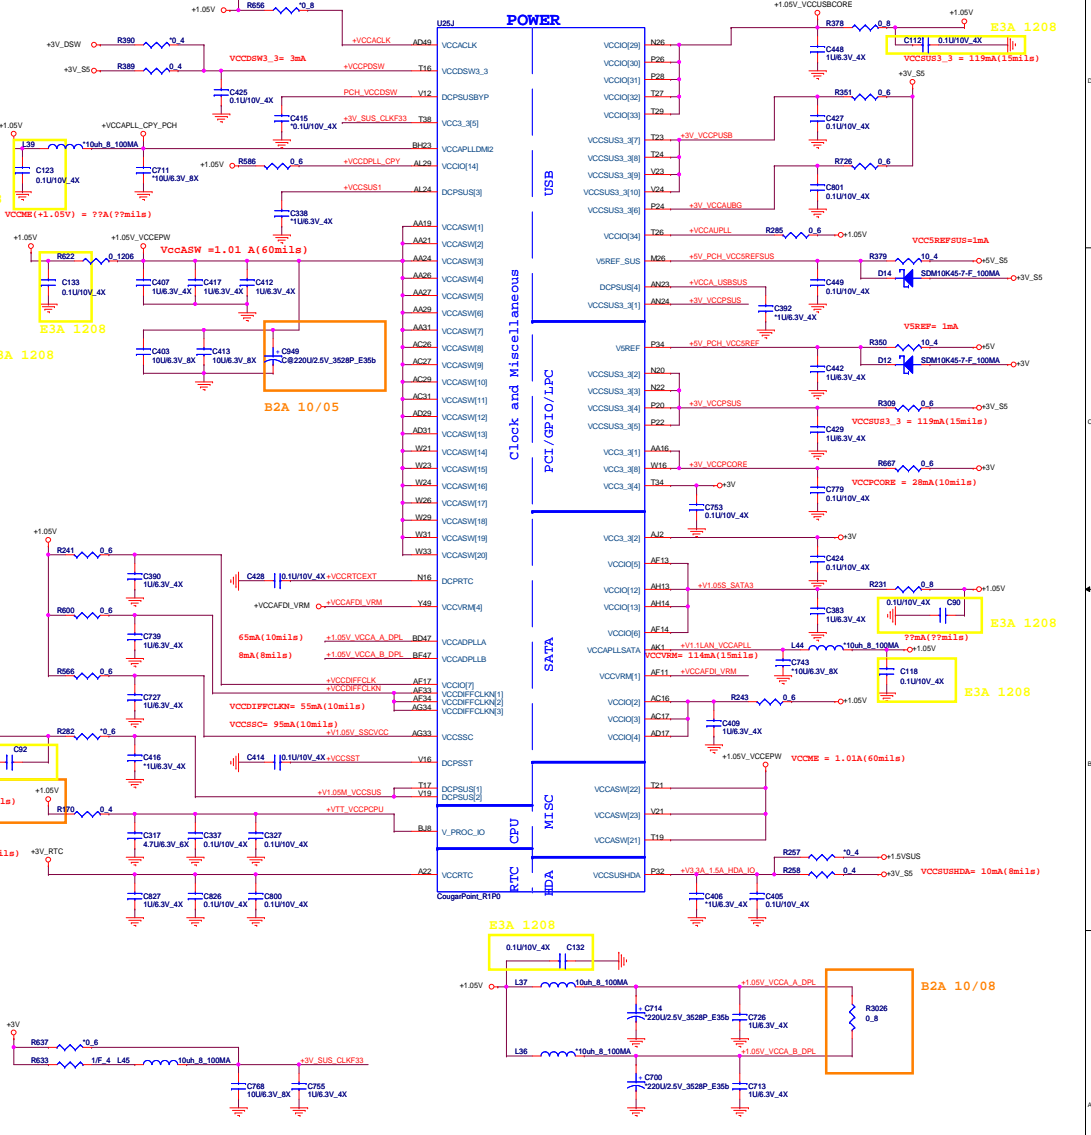 POWER
U25J
+1.05V
R656
*0_8
+VCCACLK
AD49
VCCACLK
+3V_DSW
R390
*0_4
VCCDSW3_3= 3mA
+VCCPDSW
T16
VCCDSW3_3
+3V_S5
R389
0_4
C425
0.1U/10V_4X
PCH_VCCDSW
V12
DCPSUSBYP
C415
*0.1U/10V_4X
+3V_SUS_CLKF33
T38
VCC3_3[5]
+1.05V
+VCCAPLL_CPY_PCH
L39
*10uh_8_100MA
BH23
VCCAPLLDMI2
C123
0.1U/10V_4X
C711
*10U/6.3V_8X
+1.05V
R586
0_6
+VCCDPLL_CPY
AL29
VCCIO[14]
+VCCSUS1
AL24
DCPSUS[3]
C338
*1U/6.3V_4X
VCCME(+1.05V) = ??A(??mils)
+1.05V
+1.05V_VCCEPW
VccASW =1.01 A(60mils)
R622
0_1206
C133
0.1U/10V_4X
C407
1U/6.3V_4X
C417
1U/6.3V_4X
C412
1U/6.3V_4X
E3A 1208
3A 1208
C403
10U/6.3V_8X
C413
10U/6.3V_8X
C949
C@220U/2.5V_3528P_E35b
B2A 10/05
AA19
VCCASW[1]
AA21
VCCASW[2]
AA24
VCCASW[3]
AA26
VCCASW[4]
AA27
VCCASW[5]
AA29
VCCASW[6]
AA31
VCCASW[7]
AC26
VCCASW[8]
AC27
VCCASW[9]
AC29
VCCASW[10]
AC31
VCCASW[11]
AD29
VCCASW[12]
AD31
VCCASW[13]
W21
VCCASW[14]
W23
VCCASW[15]
W24
VCCASW[16]
W26
VCCASW[17]
W29
VCCASW[18]
W31
VCCASW[19]
W33
VCCASW[20]
+1.05V
R241
0_6
C390
1U/6.3V_4X
C428
0.1U/10V_4X
+VCCRTCEXT
N16
DCPRTC
+VCCAFDI_VRM
+VCCAFDI_VRM
Y49
VCCVRM[4]
R600
0_6
C739
1U/6.3V_4X
65mA(10mils)
+1.05V_VCCA_A_DPL
BD47
VCCADPLLA
8mA(8mils)
+1.05V_VCCA_B_DPL
BF47
VCCADPLLB
R566
0_6
C727
1U/6.3V_4X
+VCCDIFFCLK
AF17
VCCIO[7]
+VCCDIFFCLKN
AF33
VCCDIFFCLKN[1]
AF34
VCCDIFFCLKN[2]
AG34
VCCDIFFCLKN[3]
VCCDIFFCLKN= 55mA(10mils)
VCCSSC= 95mA(10mils)
+V1.05V_SSCVCC
AG33
VCCSSC
R282
*0_6
C92
C416
*1U/6.3V_4X
C414
0.1U/10V_4X
+VCCSST
V16
DCPSST
+V1.05M_VCCSUS
T17
DCPSUS[1]
V19
DCPSUS[2]
ls)
+1.05V
R170
0_4
+VTT_VCCPCPU
BJ8
V_PROC_IO
C317
4.7U/6.3V_6X
C337
0.1U/10V_4X
C327
0.1U/10V_4X
ils)
+3V_RTC
A22
VCCRTC
C827
1U/6.3V_4X
C826
0.1U/10V_4X
C800
0.1U/10V_4X
CougarPoint_R1P0
Clock and Miscellaneous
USB
PCI/GPIO/LPC
SATA
MISC
CPU
RTC
HDA
+1.05V_VCCUSBCORE
R378
0_8
+1.05V
E3A 1208
C112
0.1U/10V_4X
C448
1U/6.3V_4X
VCCSUS3_3 = 119mA(15mils)
VCCIO[29]
N26
VCCIO[30]
P26
VCCIO[31]
P28
VCCIO[32]
T27
VCCIO[33]
T29
+3V_S5
R351
0_6
C427
0.1U/10V_4X
VCCSUS3_3[7]
T23
+3V_VCCPUSB
VCCSUS3_3[8]
T24
VCCSUS3_3[9]
V23
VCCSUS3_3[10]
V24
VCCSUS3_3[6]
P24
+3V_VCCAUBG
R726
0_6
C801
0.1U/10V_4X
VCCIO[34]
T26
+VCCAUPLL
R285
0_6
+1.05V
VCC5REFSUS=1mA
V5REF_SUS
M26
+5V_PCH_VCC5REFSUS
R379
10_4
+5V_S5
D14
SDM10K45-7-F_100MA
+3V_S5
C449
0.1U/10V_4X
DCPSUS[4]
AN23
+VCCA_USBSUS
VCCSUS3_3[1]
AN24
+3V_VCCPSUS
C392
*1U/6.3V_4X
V5REF= 1mA
V5REF
P34
+5V_PCH_VCC5REF
R350
10_4
+5V
D12
SDM10K45-7-F_100MA
+3V
C442
1U/6.3V_4X
VCCSUS3_3[2]
N20
VCCSUS3_3[3]
N22
VCCSUS3_3[4]
P20
+3V_VCCPSUS
R309
0_6
+3V_S5
VCCSUS3_3[5]
P22
C429
1U/6.3V_4X
VCCSUS3_3 = 119mA(15mils)
VCC3_3[1]
AA16
VCC3_3[8]
W16
+3V_VCCPCORE
R667
0_6
+3V
VCCPCORE = 28mA(10mils)
VCC3_3[4]
T34
+3V
C779
0.1U/10V_4X
C753
0.1U/10V_4X
VCC3_3[2]
AJ2
+3V
C424
0.1U/10V_4X
VCCIO[5]
AF13
VCCIO[12]
AH13
+V1.05S_SATA3
R231
0_8
+1.05V
VCCIO[13]
AH14
C383
1U/6.3V_4X
0.1U/10V_4X
C90
E3A 1208
VCCIO[6]
AF14
??mA(??mils)
VCCAPLLSATA
AK1
+V1.1LAN_VCCAPLL
L44
*10uh_8_100MA
+1.05V
VCCVRM= 114mA(15mils)
C743
*10U/6.3V_8X
C118
0.1U/10V_4X
E3A 1208
VCCVRM[1]
AF11
+VCCAFDI_VRM
VCCIO[2]
AC16
R243
0_6
+1.05V
VCCIO[3]
AC17
C409
1U/6.3V_4X
VCCIO[4]
AD17
+1.05V_VCCEPW
VCCME = 1.01A(60mils)
VCCASW[22]
T21
VCCASW[23]
V21
VCCASW[21]
T19
R257
*0_4
+1.5VSUS
VCCSUSHDA
P32
+V3.3A_1.5A_HDA_IO
R258
0_4
+3V_S5
VCCSUSHDA= 10mA(8mils)
C406
*1U/6.3V_4X
C405
0.1U/10V_4X
E3A 1208
0.1U/10V_4X
C132
+1.05V
L37
10uh_8_100MA
+1.05V_VCCA_A_DPL
B2A 10/08
C714
*220U/2.5V_3528P_E35b
C726
1U/6.3V_4X
R3026
0_8
L36
*10uh_8_100MA
+1.05V_VCCA_B_DPL
C700
*220U/2.5V_3528P_E35b
C713
1U/6.3V_4X
+3V
R637
*0_6
R633
1/F_4
L45
10uh_8_100MA
+3V_SUS_CLKF33
C768
10U/6.3V_8X
C755
1U/6.3V_4X